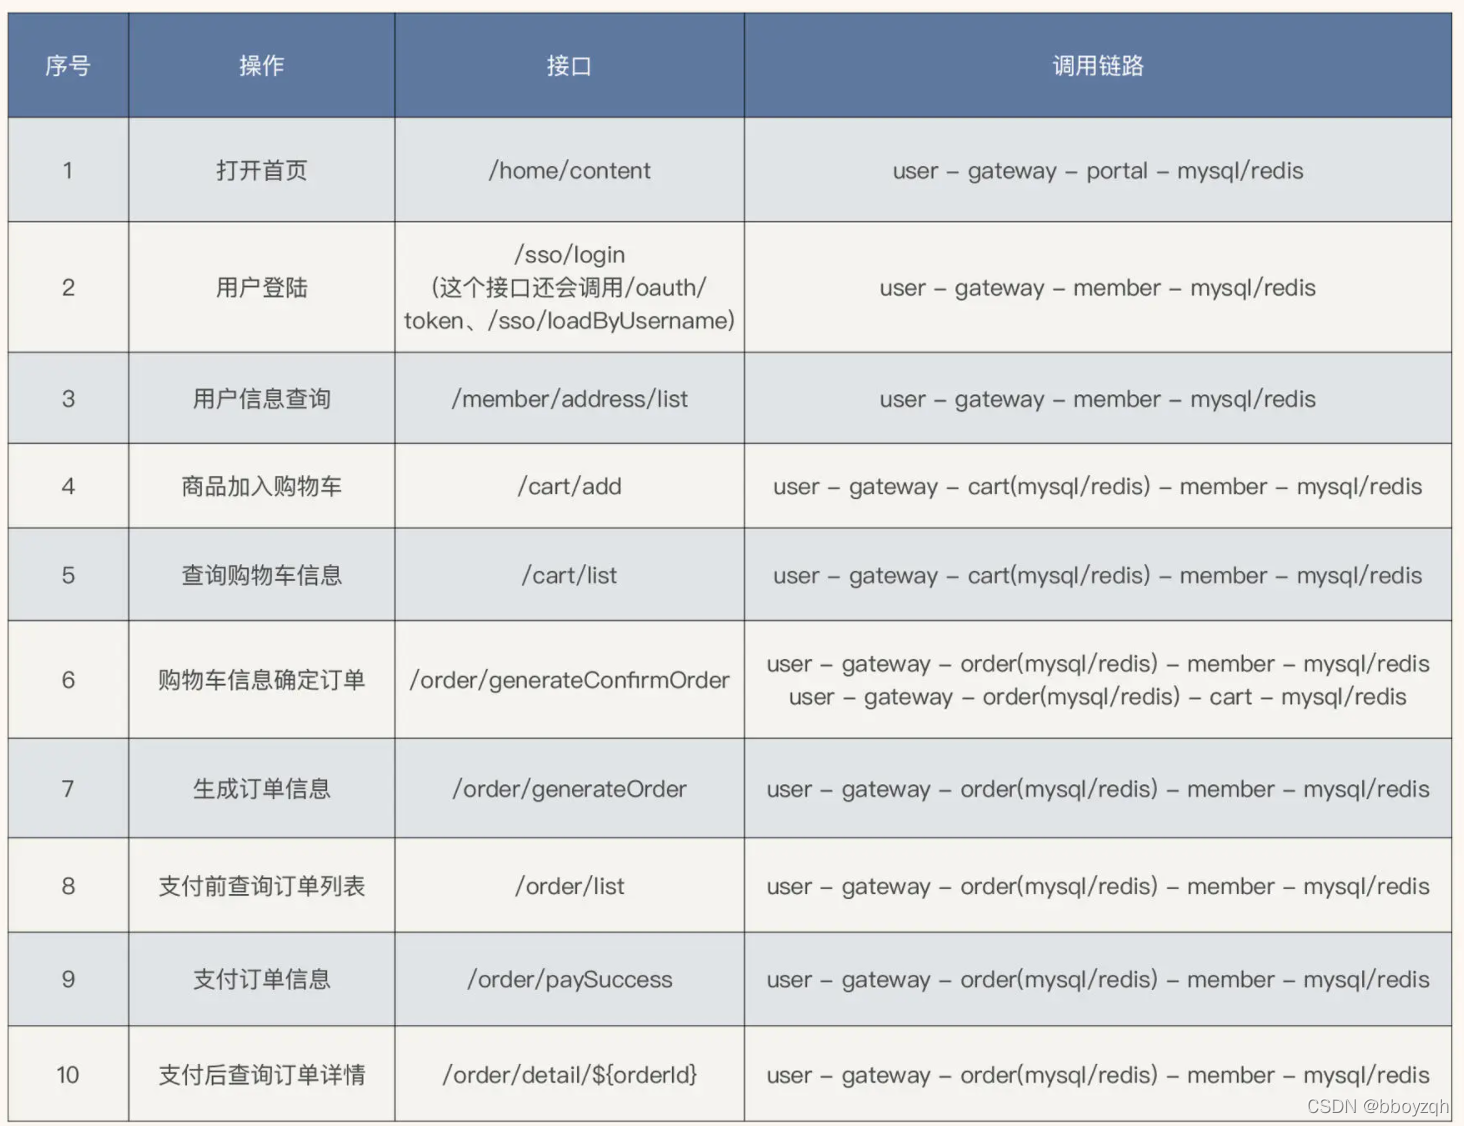 序号 操作 接口 调用链路
1 打开首页 /home/content user – gateway – portal – mysql/redis
2 用户登陆 /sso/login
(这个接口还会调用/oauth/
token、/sso/loadByUsername) user – gateway – member – mysql/redis
3 用户信息查询 /member/address/list user – gateway – member – mysql/redis
4 商品加入购物车 /cart/add user – gateway – cart(mysql/redis) – member – mysql/redis
5 查询购物车信息 /cart/list user – gateway – cart(mysql/redis) – member – mysql/redis
6 购物车信息确定订单 /order/generateConfirmOrder user – gateway – order(mysql/redis) – member – mysql/redis
user – gateway – order(mysql/redis) – cart – mysql/redis
7 生成订单信息 /order/generateOrder user – gateway – order(mysql/redis) – member – mysql/redis
8 支付前查询订单列表 /order/list user – gateway – order(mysql/redis) – member – mysql/redis
9 支付订单信息 /order/paySuccess user – gateway – order(mysql/redis) – member – mysql/redis
10 支付后查询订单详情 /order/detail/${orderId} user – gateway – order(mysql/redis) – member – mysql/redis
CSDN @bboyzqh